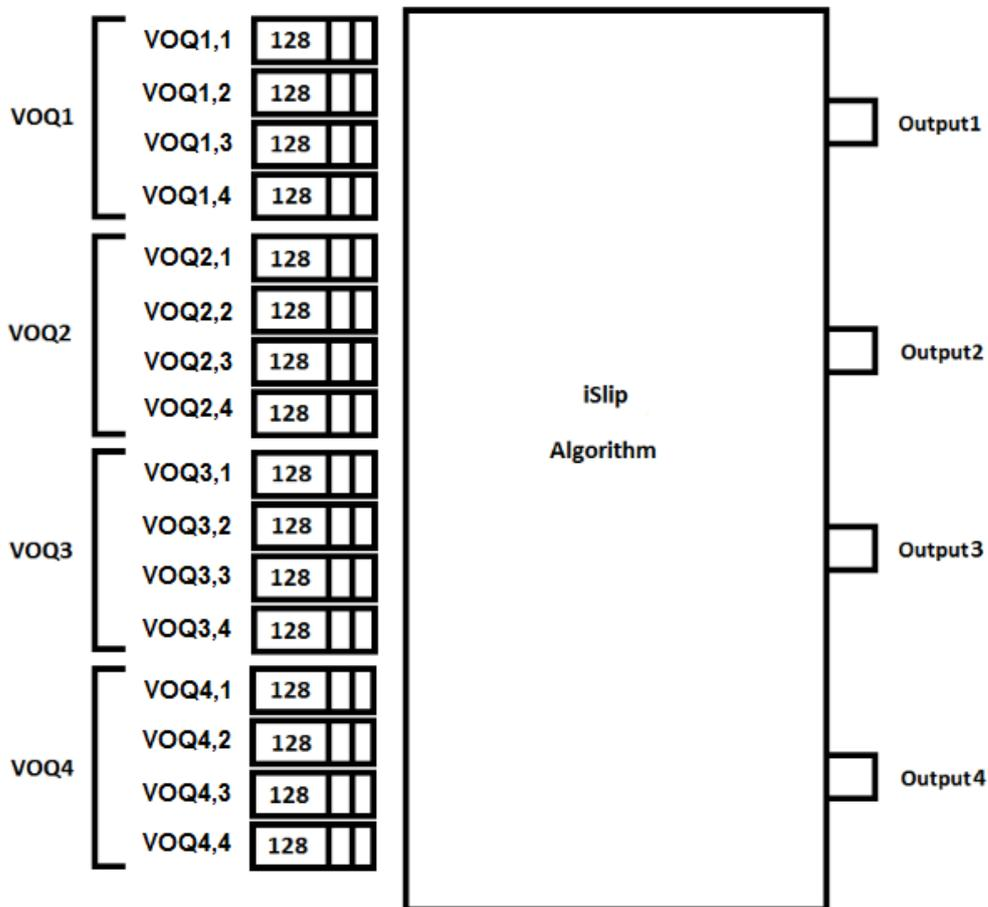 VOQ1
VOQ1,1 128
VOQ1,2 128
VOQ1,3 128
VOQ1,4 128
VOQ2
VOQ2,1 128
VOQ2,2 128
VOQ2,3 128
VOQ2,4 128
VOQ3
VOQ3,1 128
VOQ3,2 128
VOQ3,3 128
VOQ3,4 128
VOQ4
VOQ4,1 128
VOQ4,2 128
VOQ4,3 128
VOQ4,4 128
iSlip
Algorithm
Output1
Output2
Output3
Output4